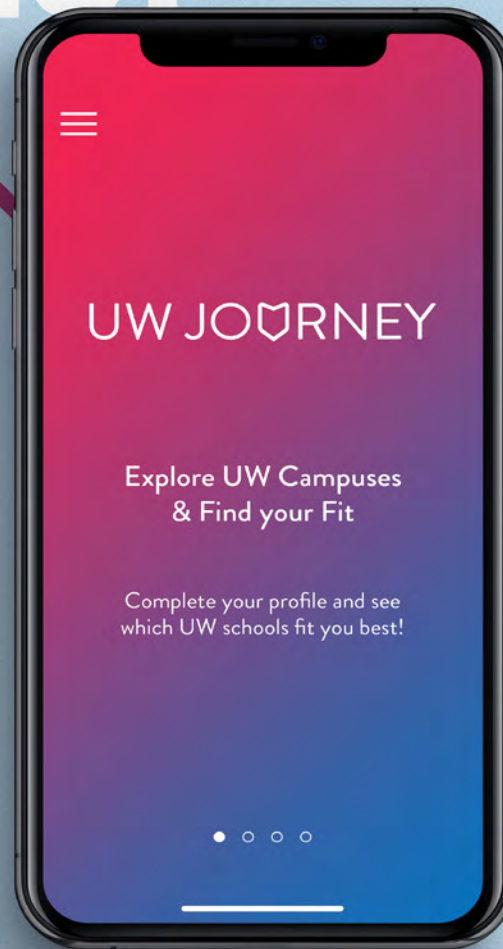 UW JOURNEY
Explore UW Campuses
& Find your Fit
Complete your profile and see
which UW schools fit you best!